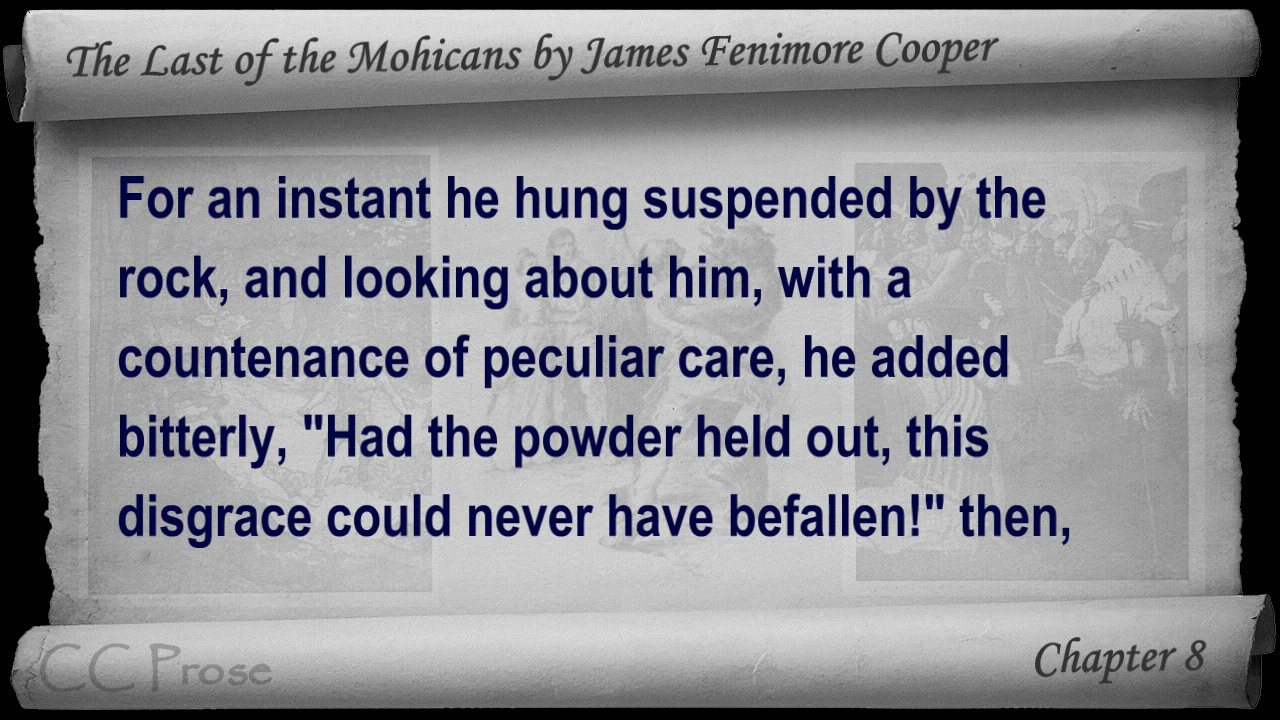 The Last of the Mohicans by James Fenimore Cooper
For an instant he hung suspended by the
rock, and looking about him, with a
countenance of peculiar care, he added
bitterly, "Had the powder held out, this
disgrace could never have befallen!" then,
CC Prose
Chapter 8